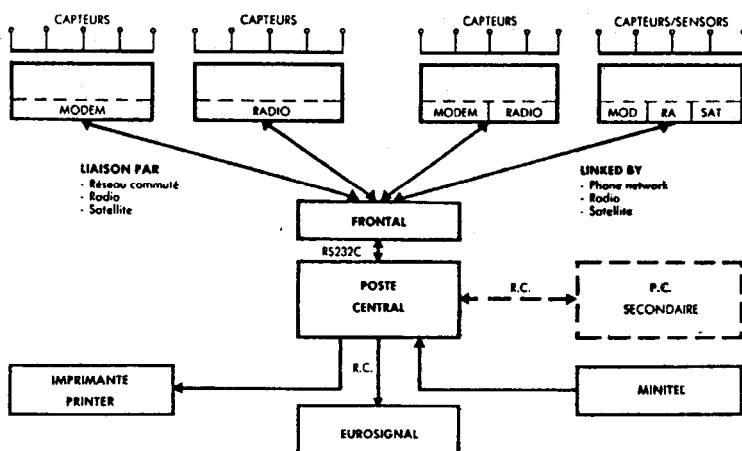 CAPTEURS
CAPTEURS
CAPTEURS
CAPTEURS/SENSORS
MODEM
RADIO
MODEM
RADIO
MOD
RA
SAT
LIAISON PAR
- Réseau commuté
- Radio
- Satellite
LINKED BY
- Phone network
- Radio
- Satellite
FRONTAL
RS232C
POSTE
CENTRAL
R.C.
P.C.
SECONDAIRE
R.C.
IMPRIMANTE
PRINTER
MINITEL
EUROSIGNAL